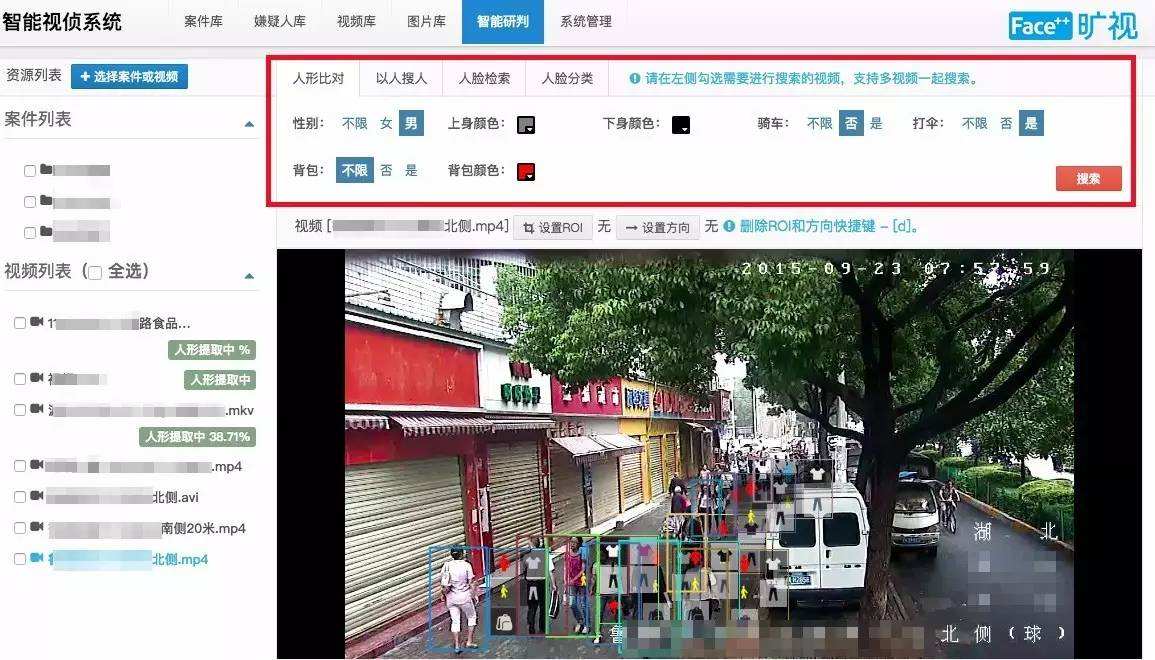 智能视侦系统 案件库 嫌疑人库 视频库 图片库 智能研判 系统管理 Face++ 旷视
资源列表 + 选择案件或视频
人形比对 以人搜人 人脸检索 人脸分类 请在左侧勾选需要进行搜索的视频，支持多视频一起搜索。
案件列表
性别： 不限 女 男 上身颜色： 下身颜色： 骑车： 不限 否 是 打伞： 不限 否 是
背包： 不限 否 是 背包颜色：
搜索
视频 [ 北侧.mp4] 设置ROI 无 设置方向 无 删除ROI和方向快捷键 – [d]。
视频列表（ 全选）
2015-09-23 07:57:59
11 路食品...
人形提取中 %
人形提取中
.mkv
人形提取中 38.71%
.mp4
北侧.avi
南侧20米.mp4
北侧.mp4
湖 北
鲁 北 侧 （ 球 ）